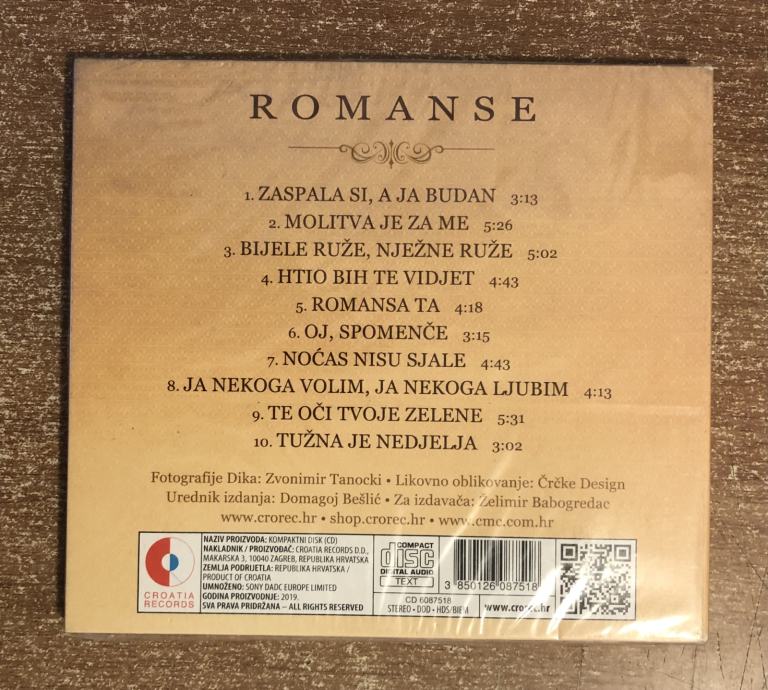 ROMANSE
1. ZASPALA SI, A JA BUDAN 3:13
2. MOLITVA JE ZA ME 5:26
3. BIJELE RUŽE, NJEŽNE RUŽE 5:02
4. HTIO BIH TE VIDJET 4:43
5. ROMANSA TA 4:18
6. OJ, SPOMENČE 3:15
7. NOĆAS NISU SJALE 4:43
8. JA NEKOGA VOLIM, JA NEKOGA LJUBIM 4:13
9. TE OČI TVOJE ZELENE 5:31
10. TUŽNA JE NEDJELJA 3:02
Fotografije Dika: Zvonimir Tanocki • Likovno oblikovanje: Črčke Design
Urednik izdanja: Domagoj Bešlić • Za izdavača: Želimir Babogredac
www.crorec.hr • shop.crorec.hr • www.cmc.com.hr
CROATIA
RECORDS
NAZIV PROIZVODA: KOMPAKTNI DISK (CD)
NAKLADNIK / PROIZVOĐAČ: CROATIA RECORDS D.D.,
MAKARSKA 3, 10040 ZAGREB, REPUBLIKA HRVATSKA
ZEMLJA PODRIJETLA: REPUBLIKA HRVATSKA /
PRODUCT OF CROATIA
UMNOŽENO: SONY DADC EUROPE LIMITED
GODINA PROIZVODNJE: 2019.
SVA PRAVA PRIDRŽANA – ALL RIGHTS RESERVED
COMPACT
disc
DIGITAL AUDIO
TEXT
CD 6087518
STEREO • DDD • HDS/BIEM
3 850126 087518
www.crorec.hr